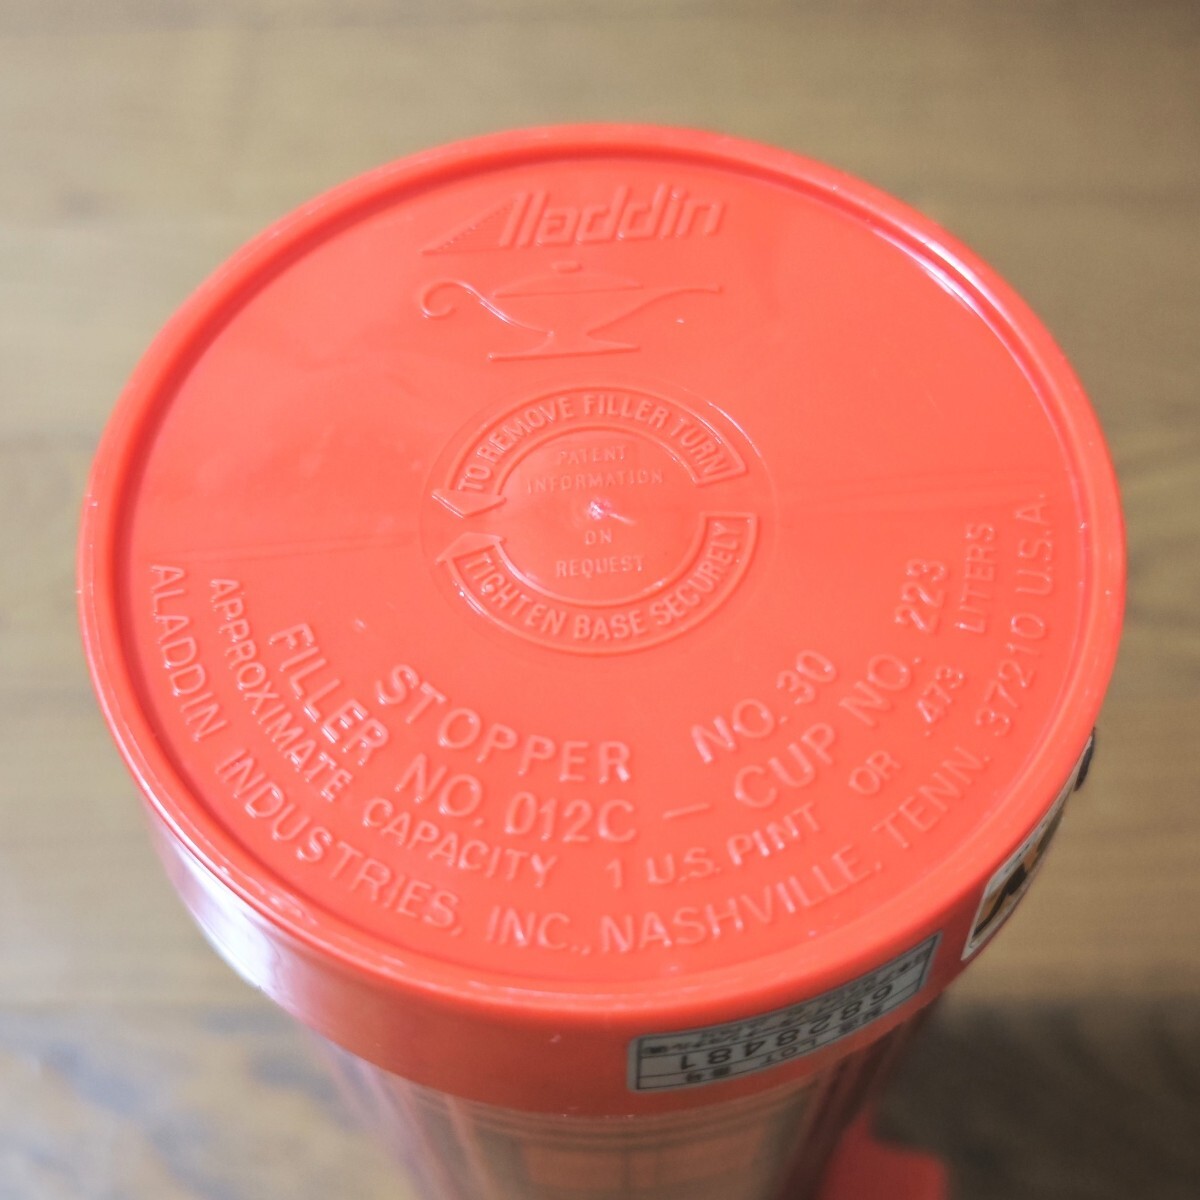 Aladdin
TO REMOVE FILLER TURN
PATENT
INFORMATION
ON
REQUEST
TIGHTEN BASE SECURELY
STOPPER NO. 30
FILLER NO. 012C — CUP NO. 223
APPROXIMATE CAPACITY 1 U.S. PINT OR .473 LITERS
ALADDIN INDUSTRIES, INC., NASHVILLE, TENN. 37210 U.S.A.
LOT
6828481